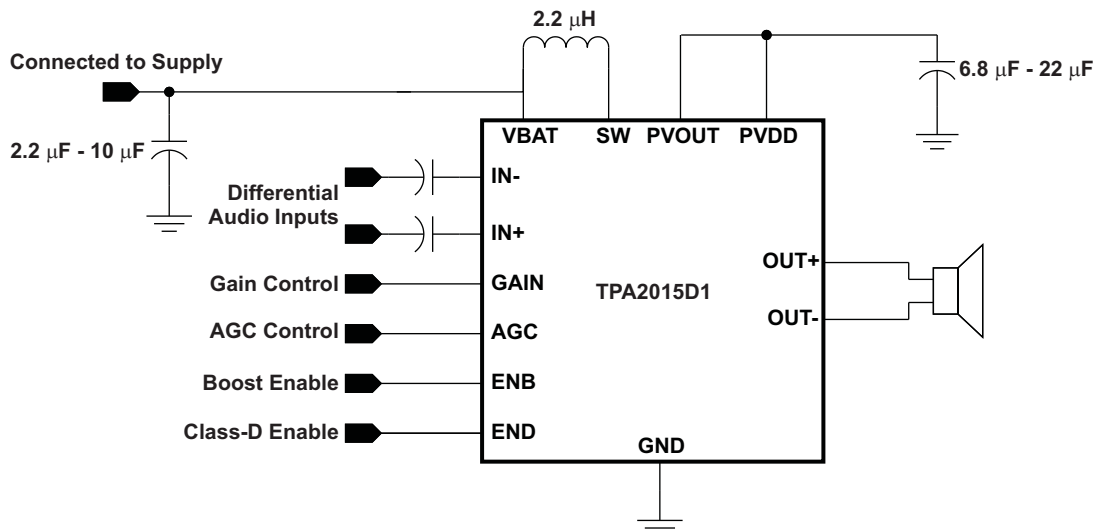 2.2 μH
Connected to Supply
6.8 μF - 22 μF
VBAT SW PVOUT PVDD
2.2 μF - 10 μF
IN-
Differential
Audio Inputs
IN+
OUT+
Gain Control
GAIN
TPA2015D1
OUT-
AGC Control
AGC
Boost Enable
ENB
Class-D Enable
END
GND